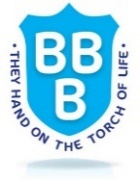 BB
B
• THEY HAND ON THE TORCH OF LIFE •